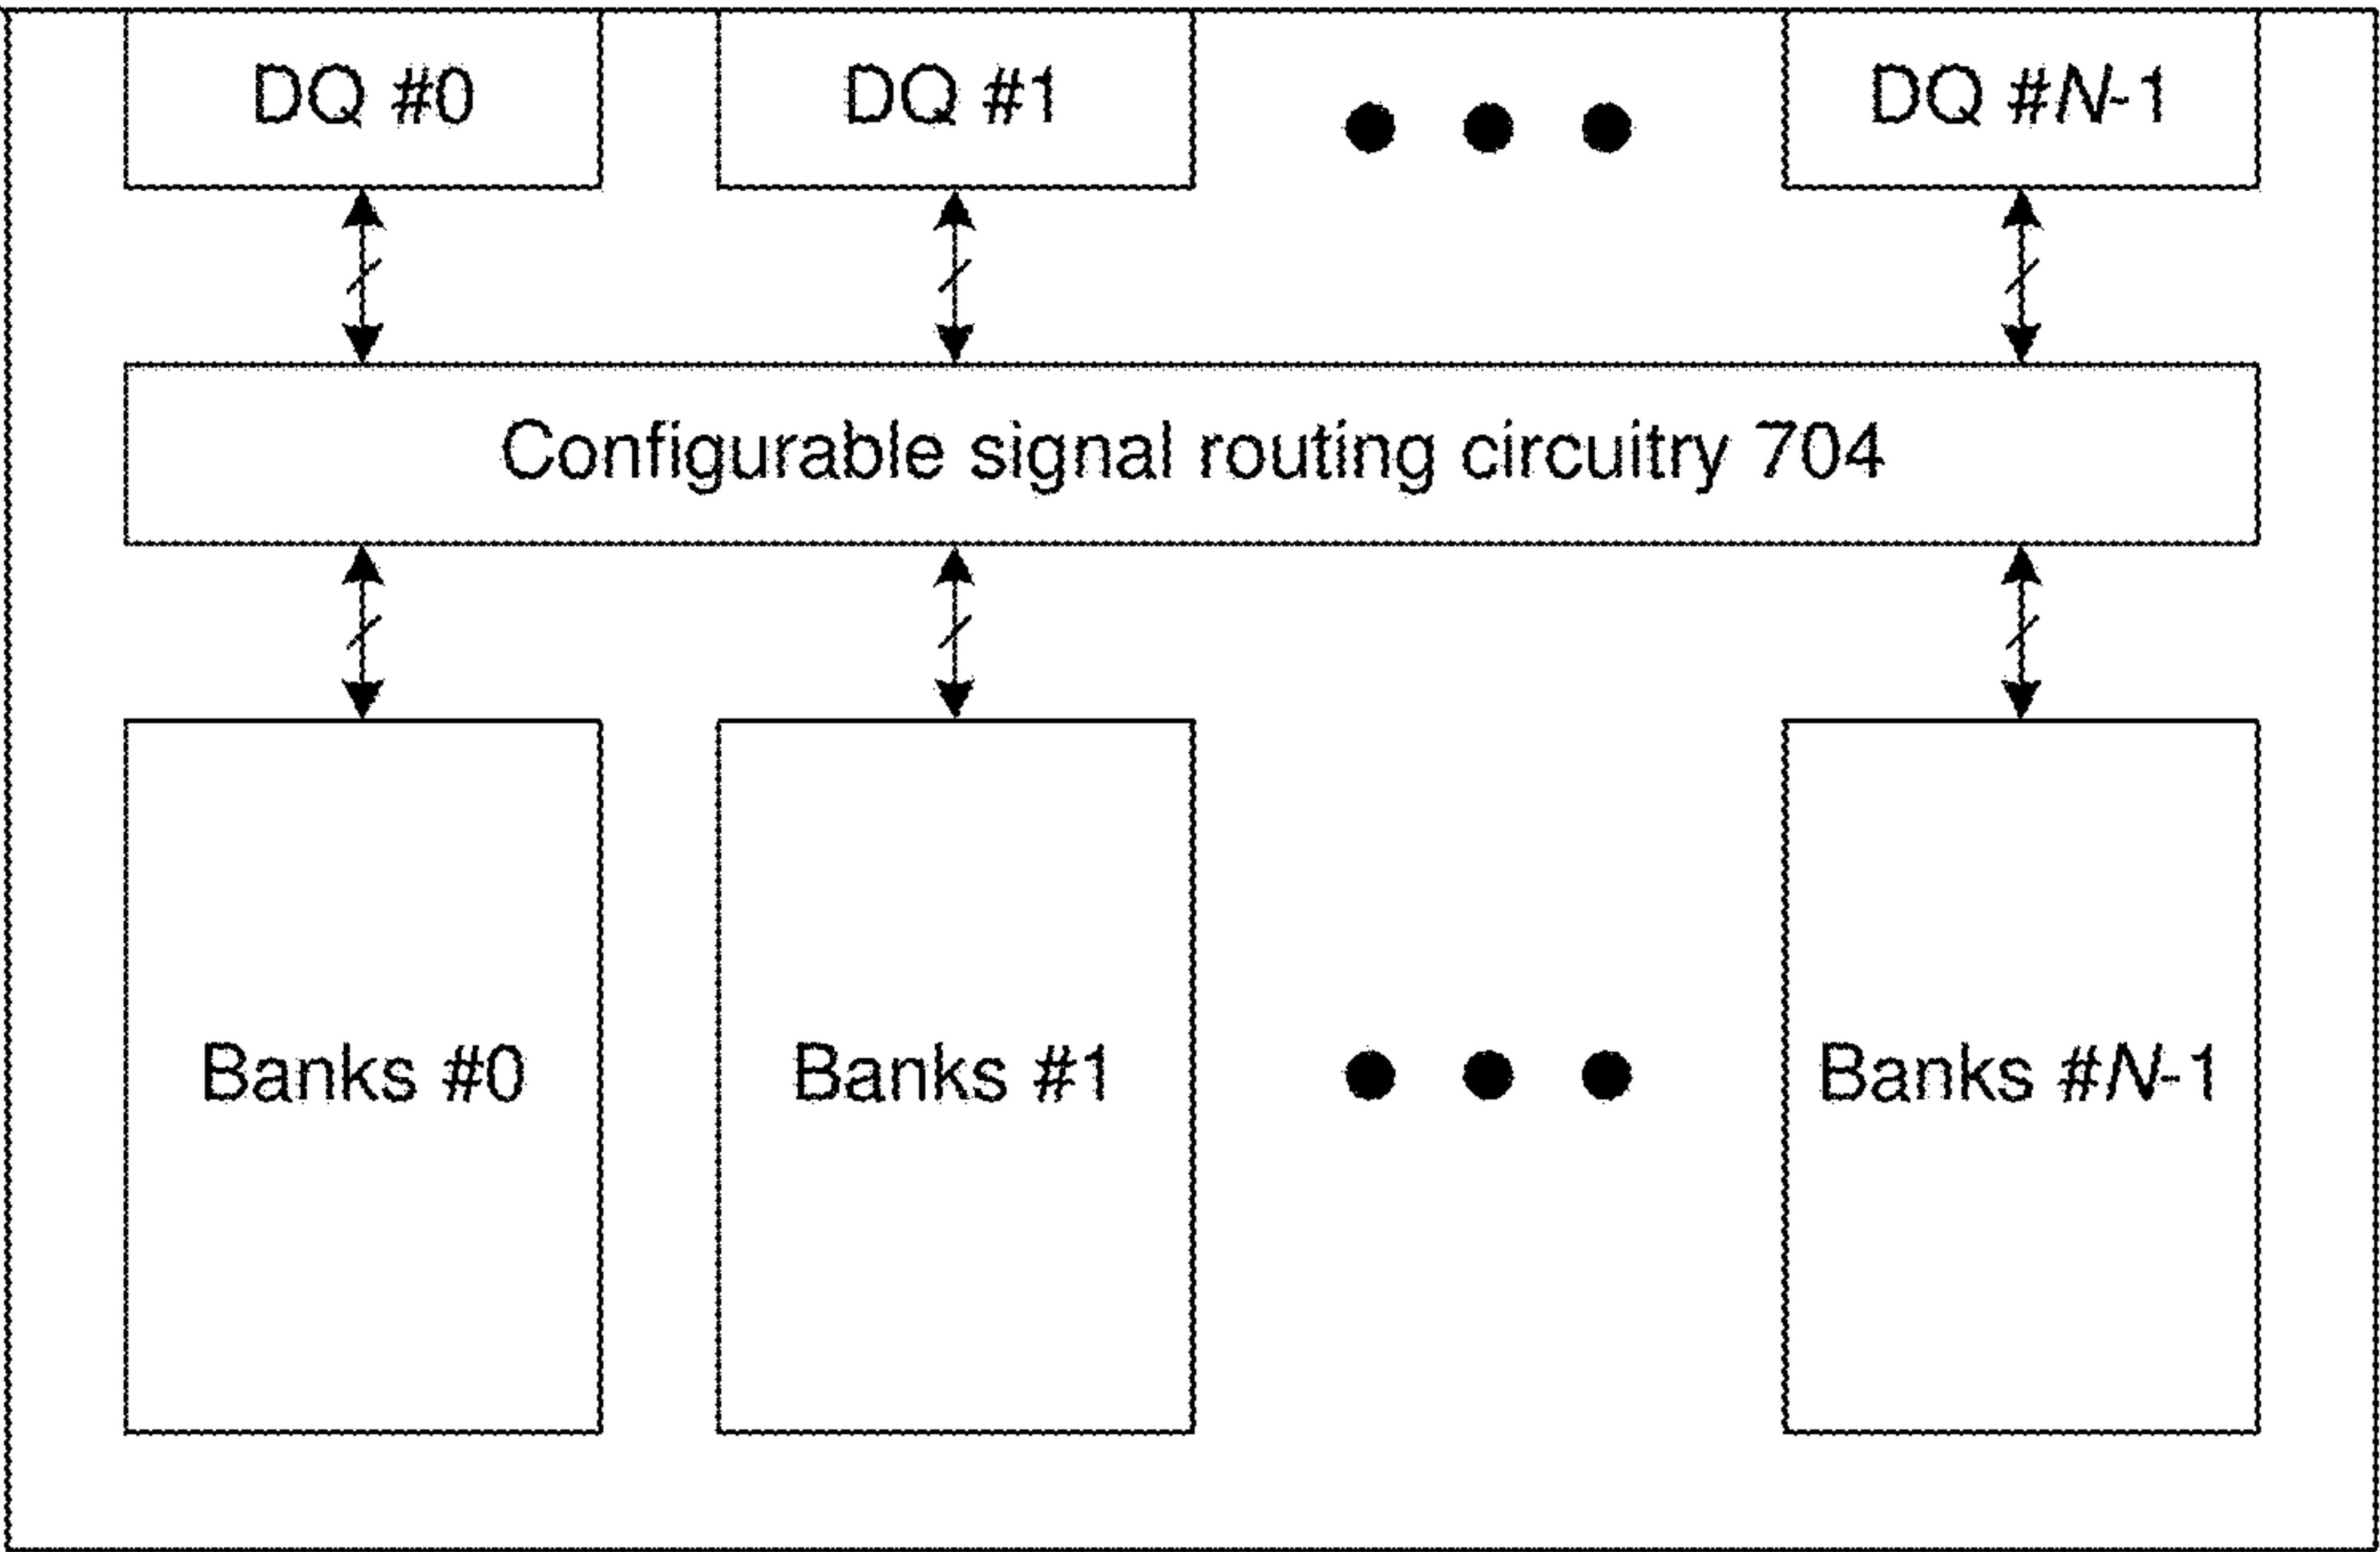 DQ #0
DQ #1
DQ #N-1
Configurable signal routing circuitry 704
Banks #0
Banks #1
Banks #N-1